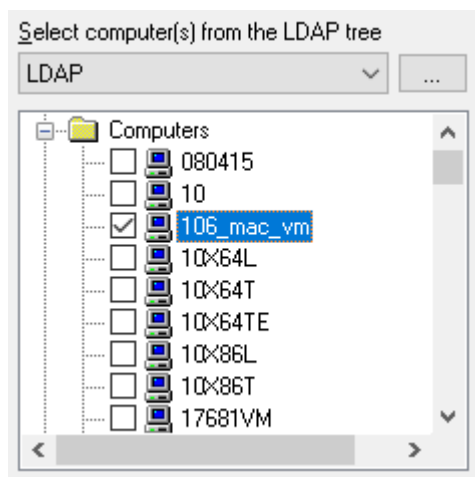 Select computer(s) from the LDAP tree
LDAP
...
Computers
080415
10
106_mac_vm
10X64L
10X64T
10X64TE
10X86L
10X86T
17681VM